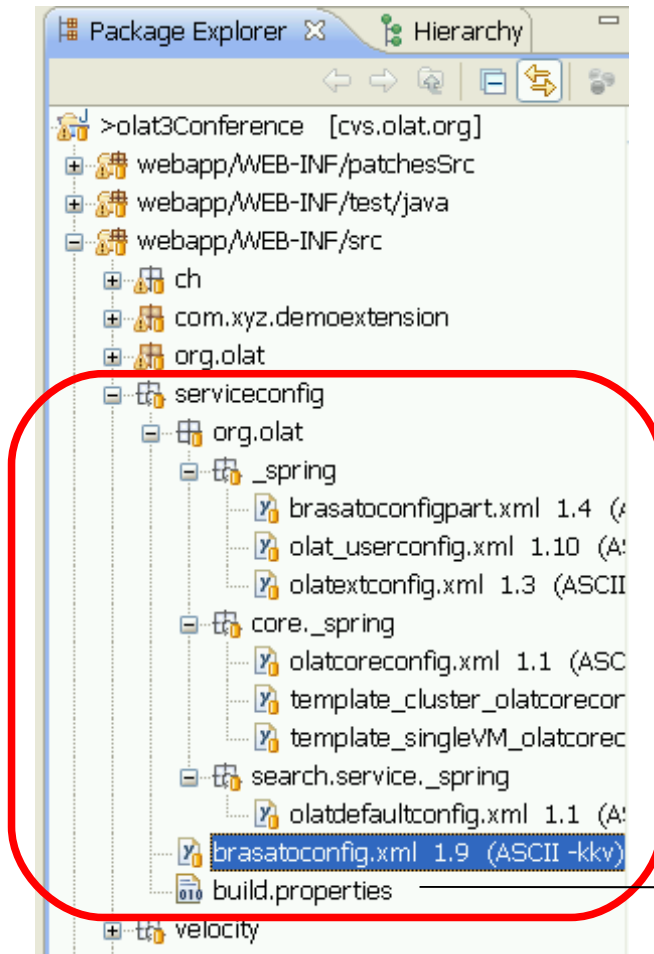 Package Explorer Hierarchy
>olat3Conference [cvs.olat.org]
webapp/WEB-INF/patchesSrc
webapp/WEB-INF/test/java
webapp/WEB-INF/src
ch
com.xyz.demoextension
org.olat
serviceconfig
org.olat
_spring
brasatoconfigpart.xml 1.4 (A
olat_userconfig.xml 1.10 (AS
olatextconfig.xml 1.3 (ASCII
core._spring
olatcoreconfig.xml 1.1 (ASC
template_cluster_olatcorecor
template_singleVM_olatcorec
search.service._spring
olatdefaultconfig.xml 1.1 (AS
brasatoconfig.xml 1.9 (ASCII -kkv)
build.properties
velocity